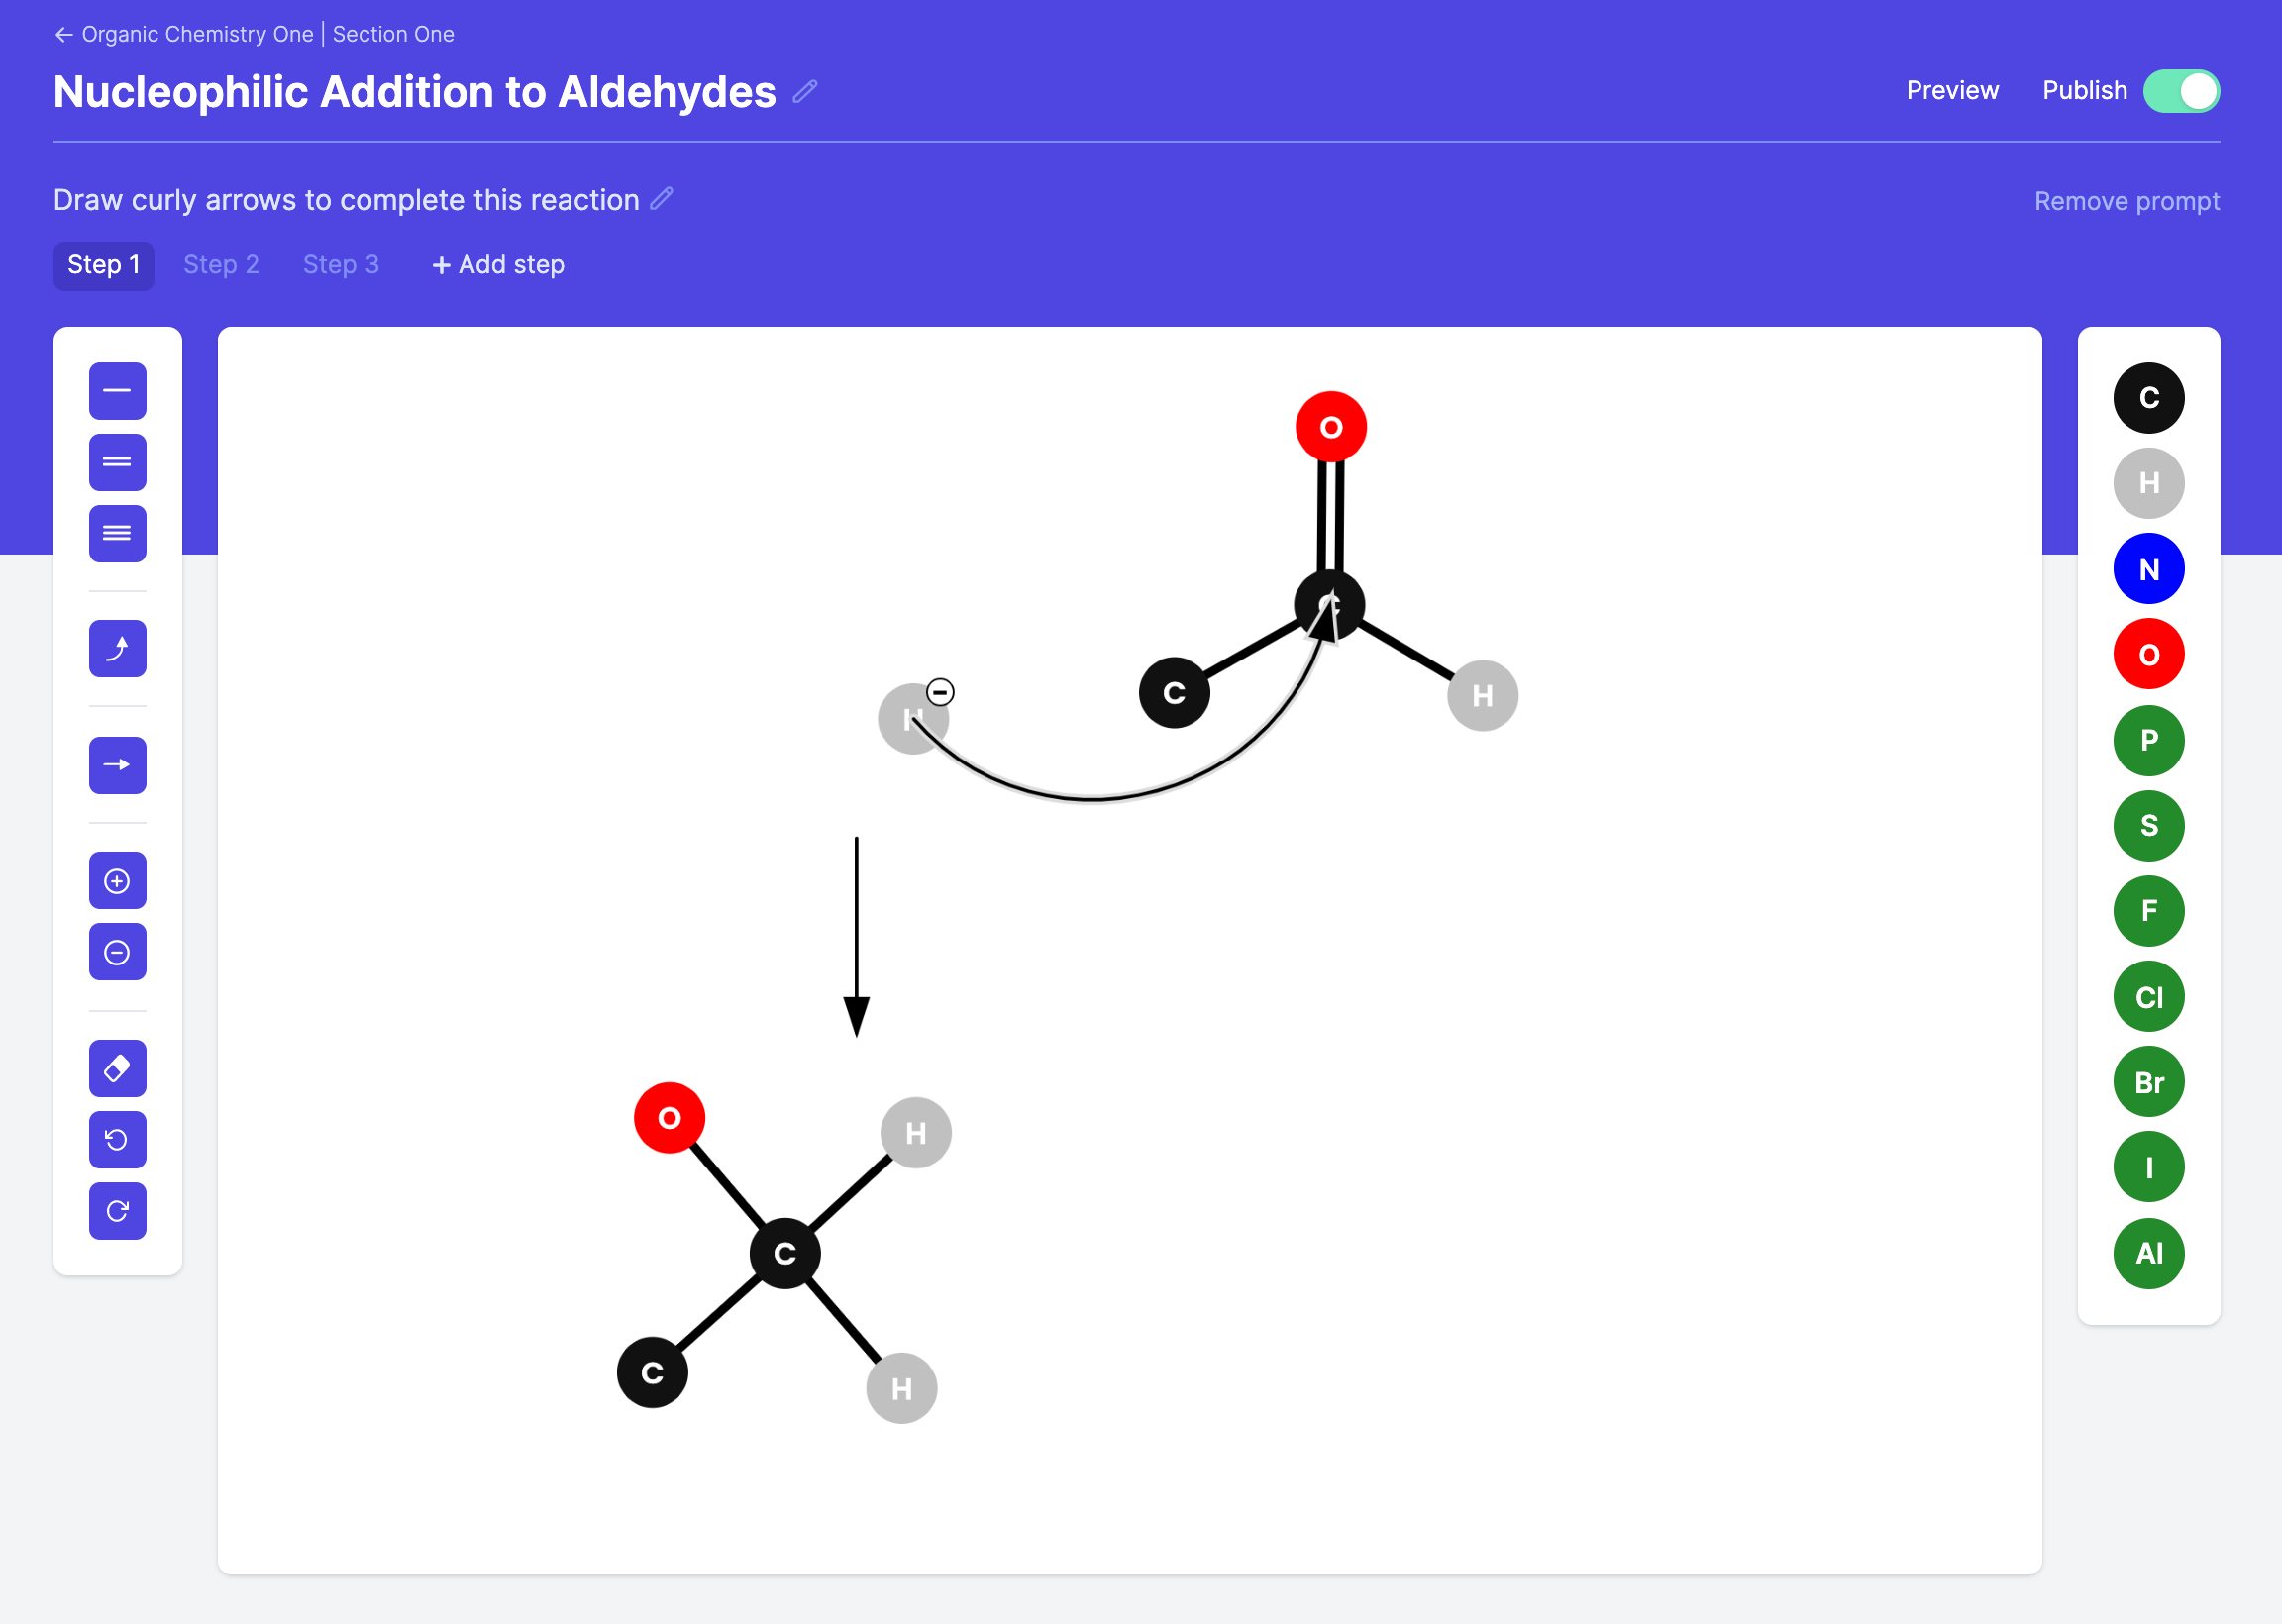 ← Organic Chemistry One | Section One
Nucleophilic Addition to Aldehydes
Preview Publish
Draw curly arrows to complete this reaction
Remove prompt
Step 1 Step 2 Step 3 + Add step
O
C
C
H
H
O
H
C
C
H
C
H
N
O
P
S
F
Cl
Br
I
Al